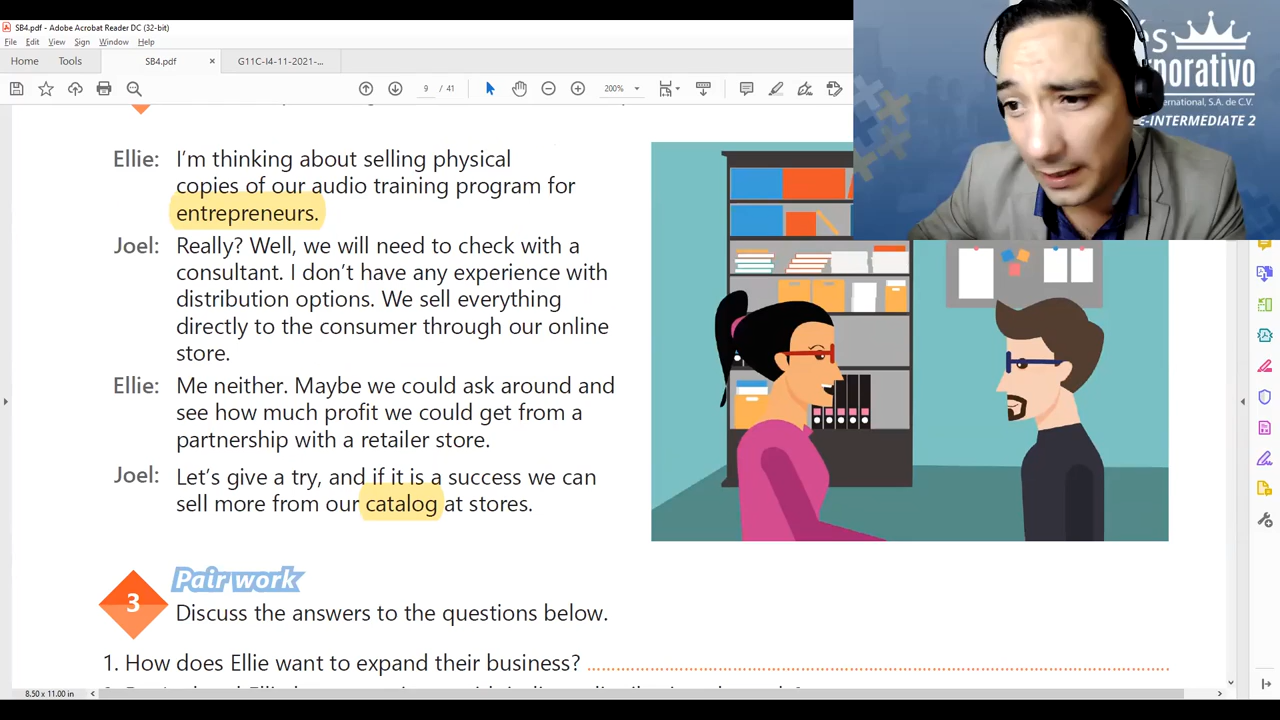 SB4.pdf - Adobe Acrobat Reader DC (32-bit)
File Edit View Sign Window Help
Home Tools SB4.pdf × G11C-I4-11-2021-...
9 / 41 200%
és
porativo
International, S.A. de C.V.
E-INTERMEDIATE 2
Ellie: I'm thinking about selling physical
copies of our audio training program for
entrepreneurs.
Joel: Really? Well, we will need to check with a
consultant. I don't have any experience with
distribution options. We sell everything
directly to the consumer through our online
store.
Ellie: Me neither. Maybe we could ask around and
see how much profit we could get from a
partnership with a retailer store.
Joel: Let's give a try, and if it is a success we can
sell more from our catalog at stores.
3 Pair work
Discuss the answers to the questions below.
1. How does Ellie want to expand their business?
8.50 x 11.00 in